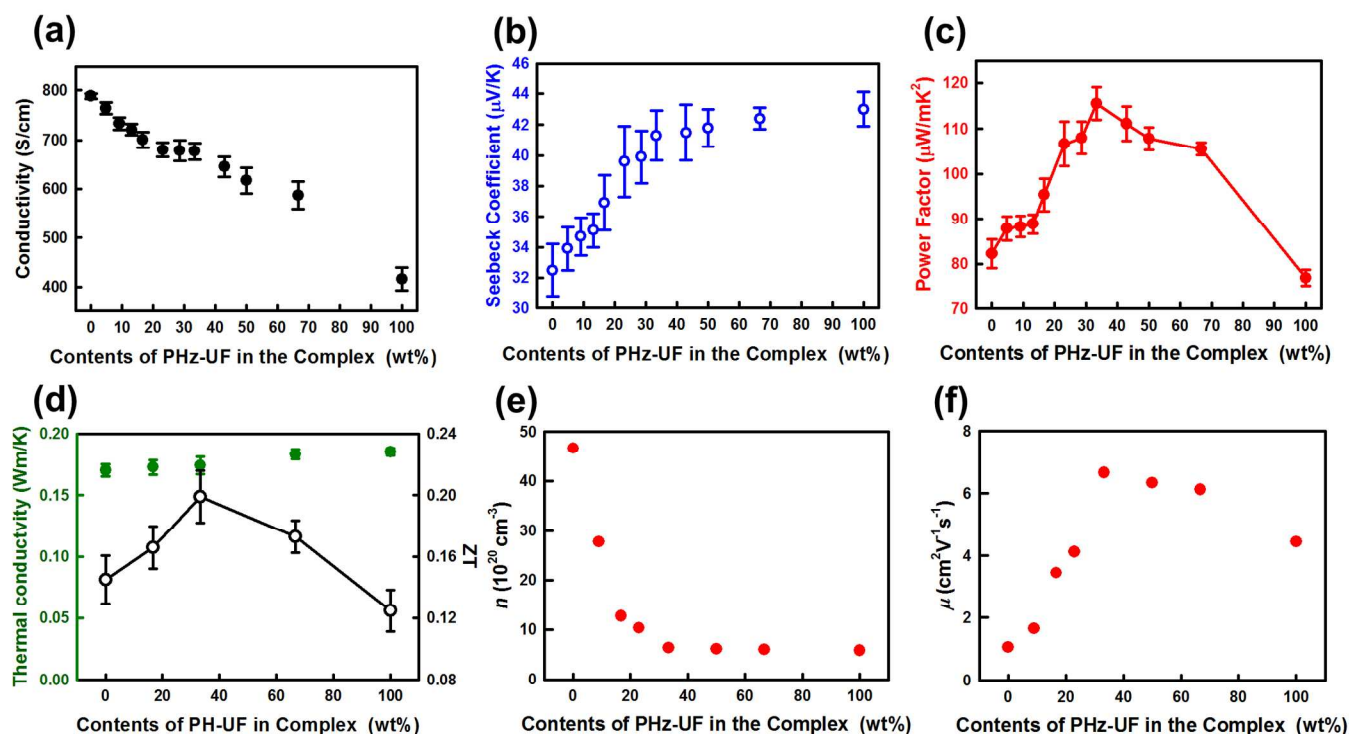 (a)
Conductivity (S/cm)
800
700
600
500
400
0 10 20 30 40 50 60 70 80 90 100
Contents of PHz-UF in the Complex (wt%)
(b)
Seebeck Coefficient (μV/K)
46
44
42
40
38
36
34
32
30
0 10 20 30 40 50 60 70 80 90 100
Contents of PHz-UF in the Complex (wt%)
(c)
Power Factor (μW/mK²)
120
110
100
90
80
70
0 10 20 30 40 50 60 70 80 90 100
Contents of PHz-UF in the Complex (wt%)
(d)
Thermal conductvity (Wm/K)
0.20
0.15
0.10
0.05
0.00
0.24
0.20
0.16
0.12
0.08
ZT
0 20 40 60 80 100
Contents of PH-UF in Complex (wt%)
(e)
n (10²⁰ cm⁻³)
50
40
30
20
10
0
0 20 40 60 80 100
Contents of PHz-UF in the Complex (wt%)
(f)
μ (cm²V⁻¹s⁻¹)
8
6
4
2
0
0 20 40 60 80 100
Contents of PHz-UF in the Complex (wt%)